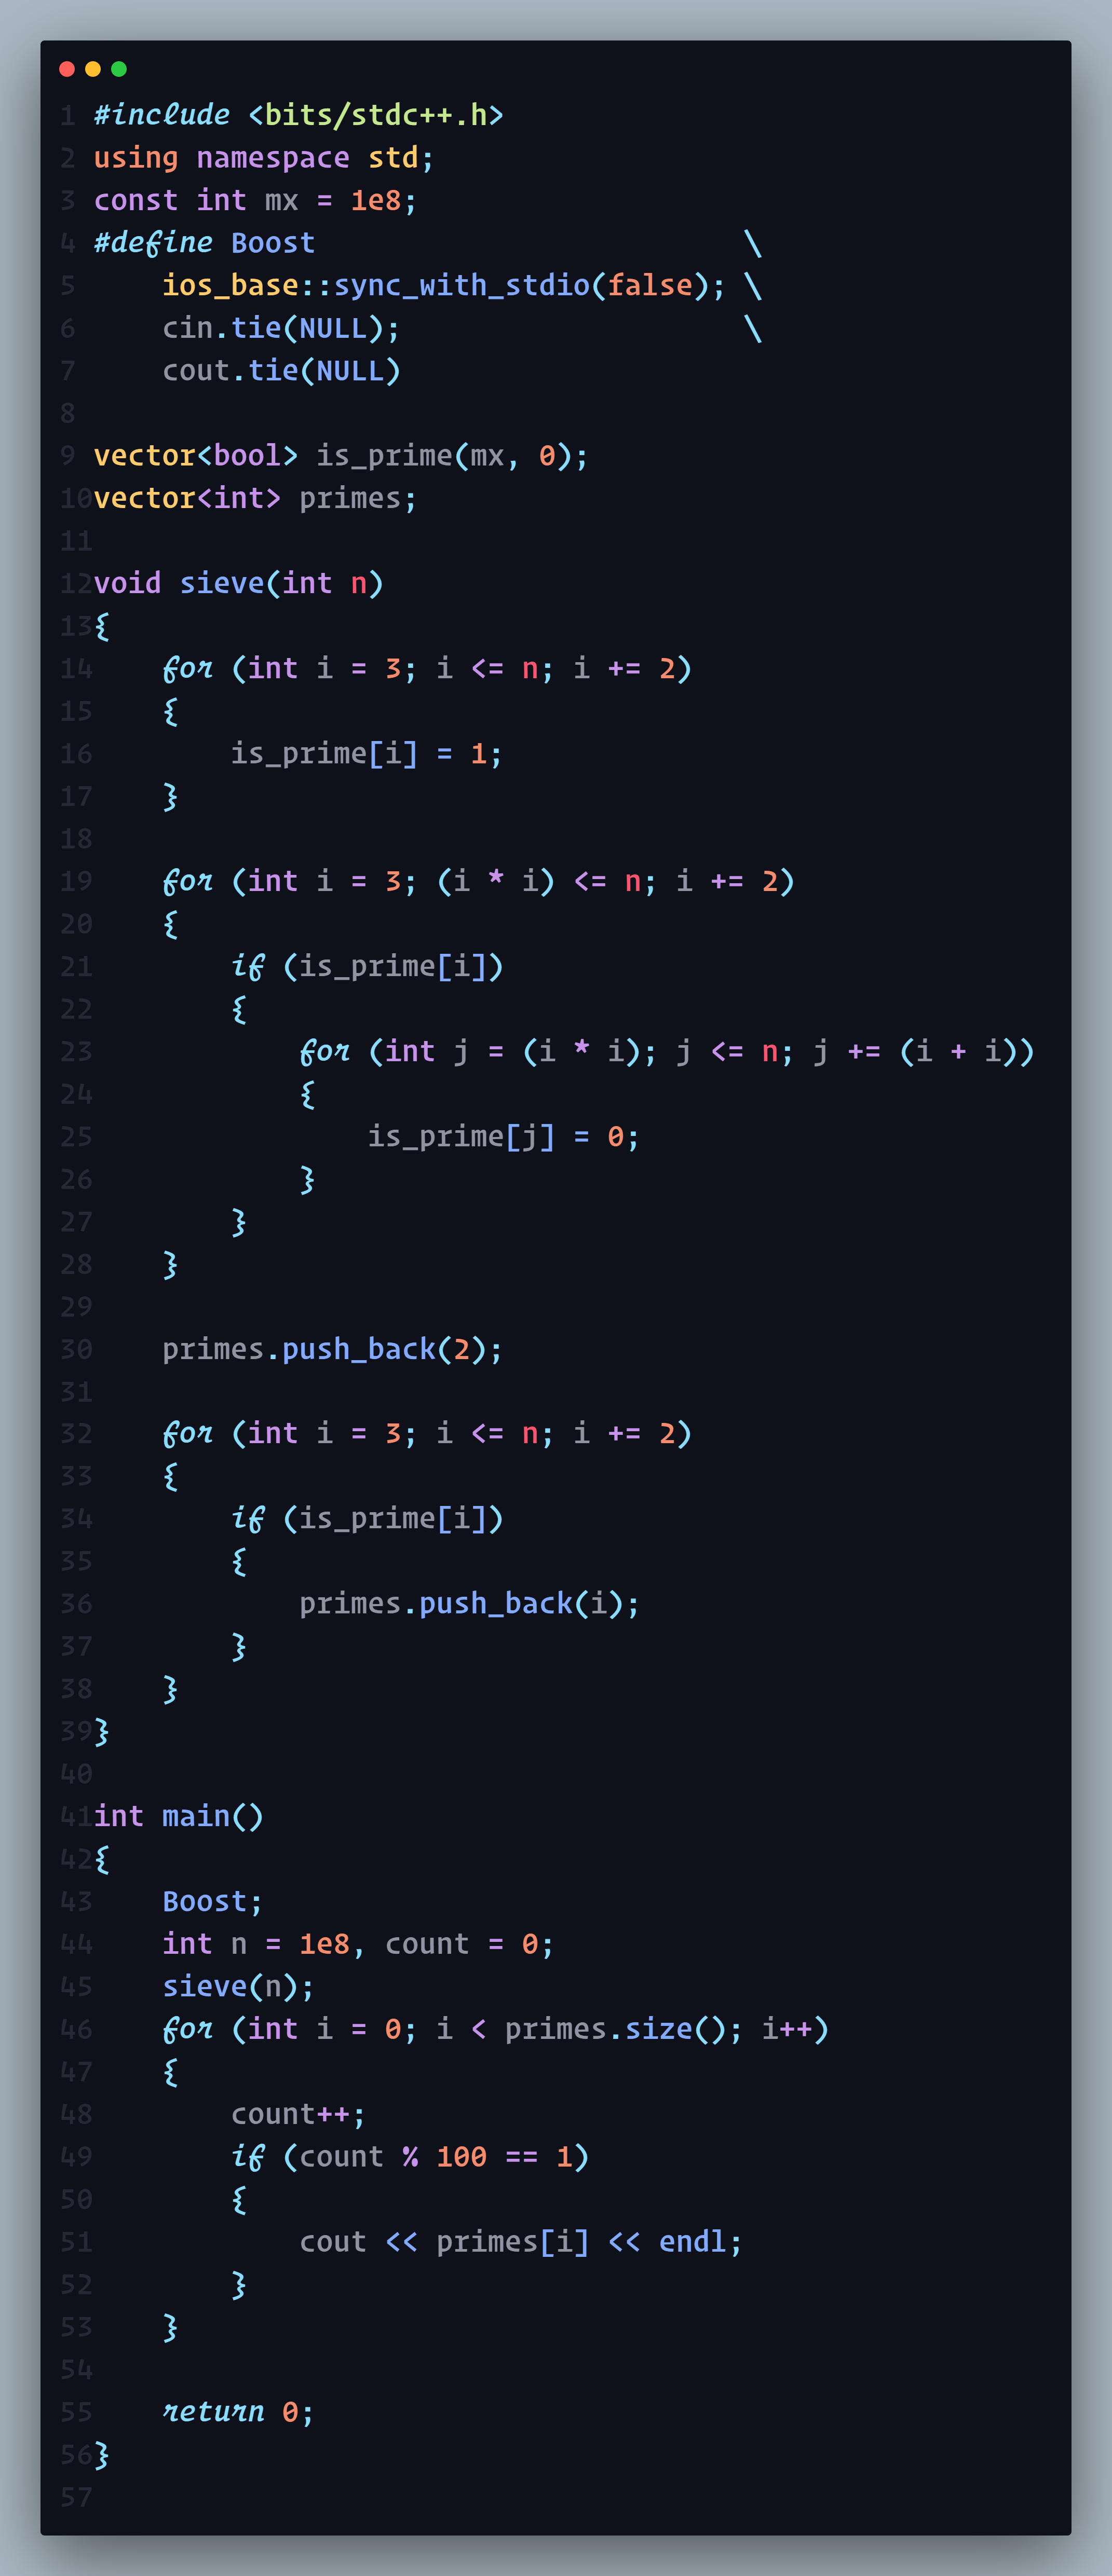 1 #include <bits/stdc++.h>
2 using namespace std;
3 const int mx = 1e8;
4 #define Boost                         \
5     ios_base::sync_with_stdio(false); \
6     cin.tie(NULL);                    \
7     cout.tie(NULL)
8
9 vector<bool> is_prime(mx, 0);
10 vector<int> primes;
11
12 void sieve(int n)
13 {
14     for (int i = 3; i <= n; i += 2)
15     {
16         is_prime[i] = 1;
17     }
18
19     for (int i = 3; (i * i) <= n; i += 2)
20     {
21         if (is_prime[i])
22         {
23             for (int j = (i * i); j <= n; j += (i + i))
24             {
25                 is_prime[j] = 0;
26             }
27         }
28     }
29
30     primes.push_back(2);
31
32     for (int i = 3; i <= n; i += 2)
33     {
34         if (is_prime[i])
35         {
36             primes.push_back(i);
37         }
38     }
39 }
40
41 int main()
42 {
43     Boost;
44     int n = 1e8, count = 0;
45     sieve(n);
46     for (int i = 0; i < primes.size(); i++)
47     {
48         count++;
49         if (count % 100 == 1)
50         {
51             cout << primes[i] << endl;
52         }
53     }
54
55     return 0;
56 }
57